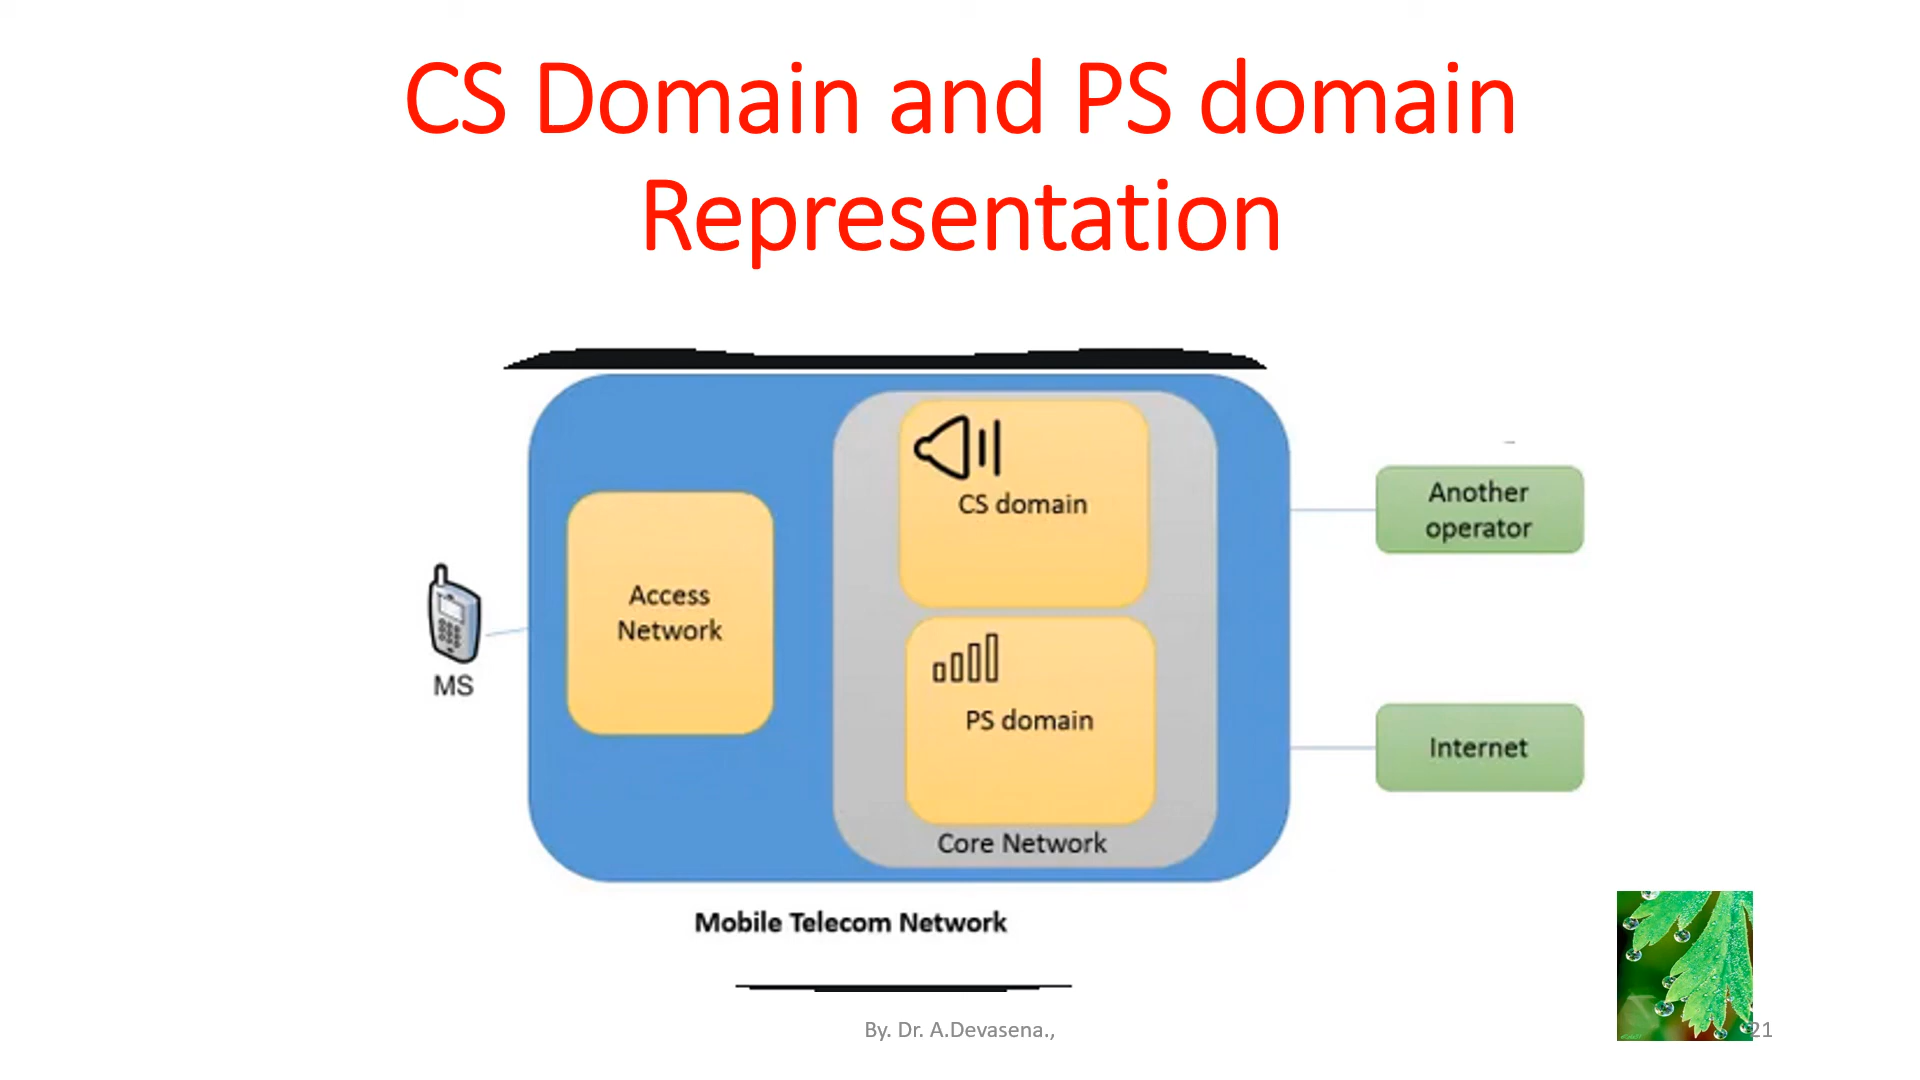 CS Domain and PS domain
Representation
CS domain
Another
operator
Access
Network
MS
PS domain
Internet
Core Network
Mobile Telecom Network
By. Dr. A.Devasena.,
21